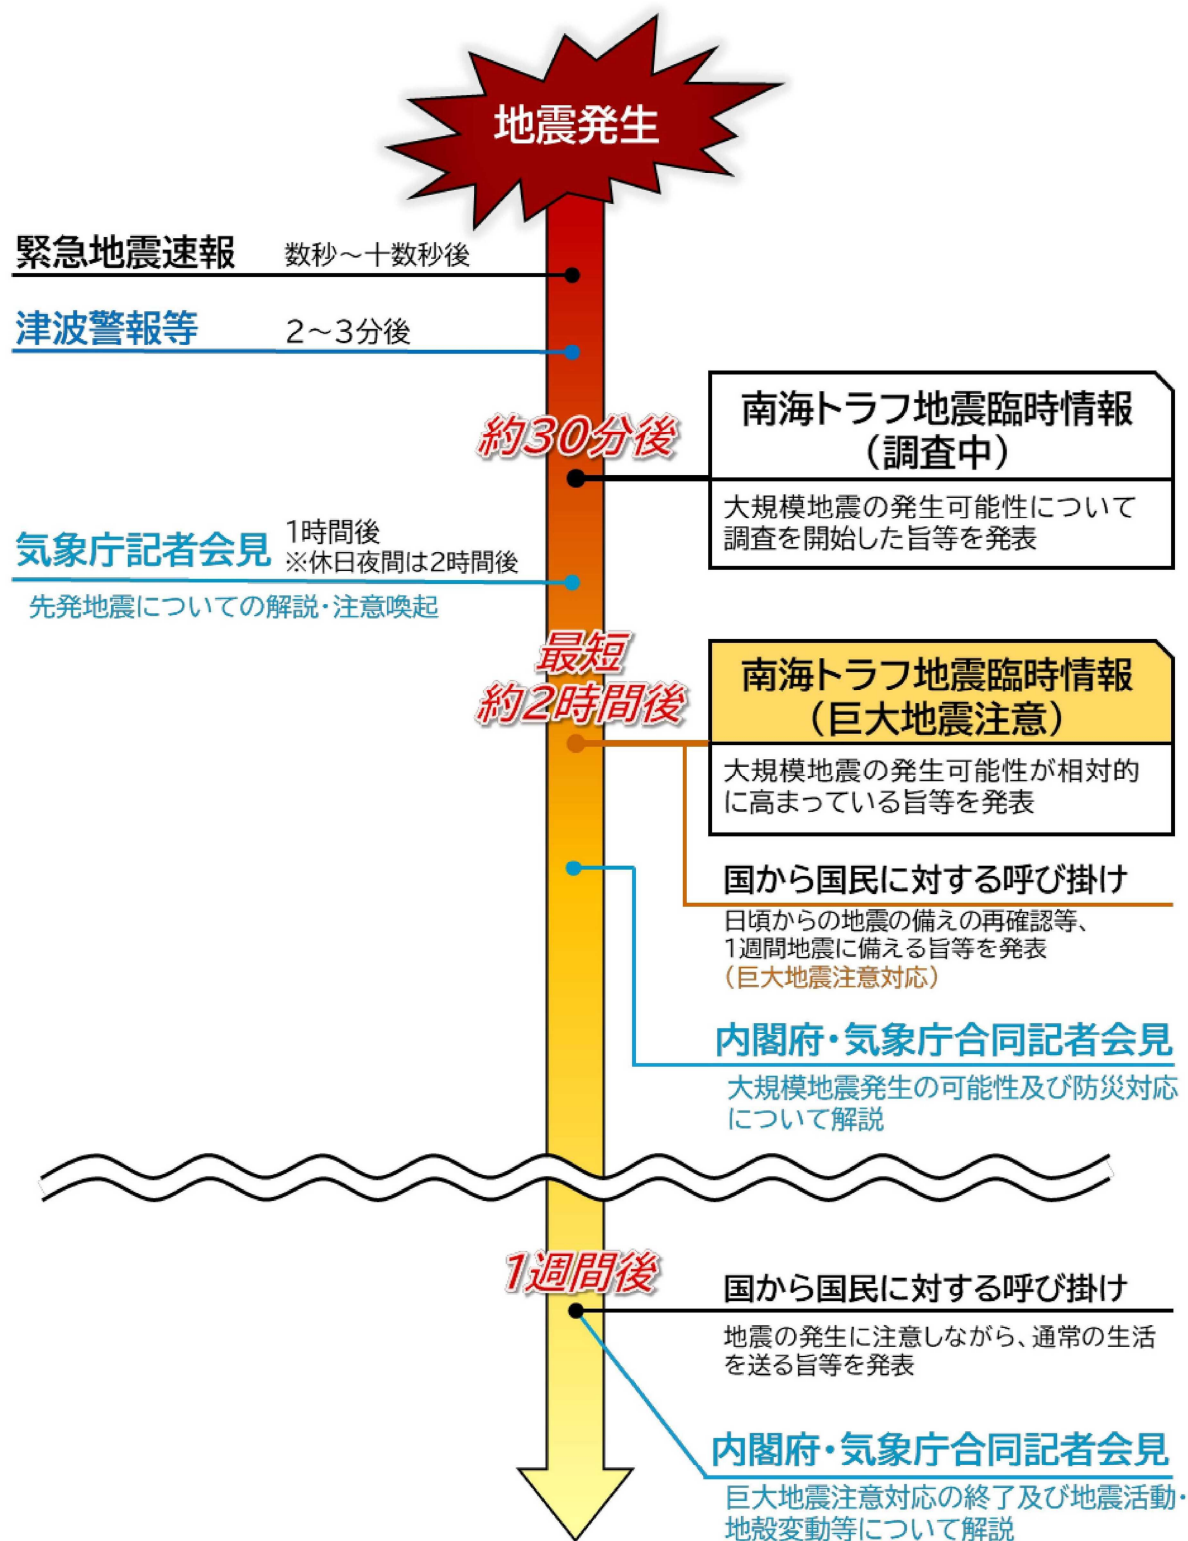 地震発生
緊急地震速報 数秒～十数秒後
津波警報等 2～3分後
約30分後
南海トラフ地震臨時情報
（調査中）
大規模地震の発生可能性について
調査を開始した旨等を発表
気象庁記者会見 1時間後
※休日夜間は2時間後
先発地震についての解説・注意喚起
最短
約2時間後
南海トラフ地震臨時情報
（巨大地震注意）
大規模地震の発生可能性が相対的
に高まっている旨等を発表
国から国民に対する呼び掛け
日頃からの地震の備えの再確認等、
1週間地震に備える旨等を発表
（巨大地震注意対応）
内閣府・気象庁合同記者会見
大規模地震発生の可能性及び防災対応
について解説
1週間後
国から国民に対する呼び掛け
地震の発生に注意しながら、通常の生活
を送る旨等を発表
内閣府・気象庁合同記者会見
巨大地震注意対応の終了及び地震活動・
地殻変動等について解説